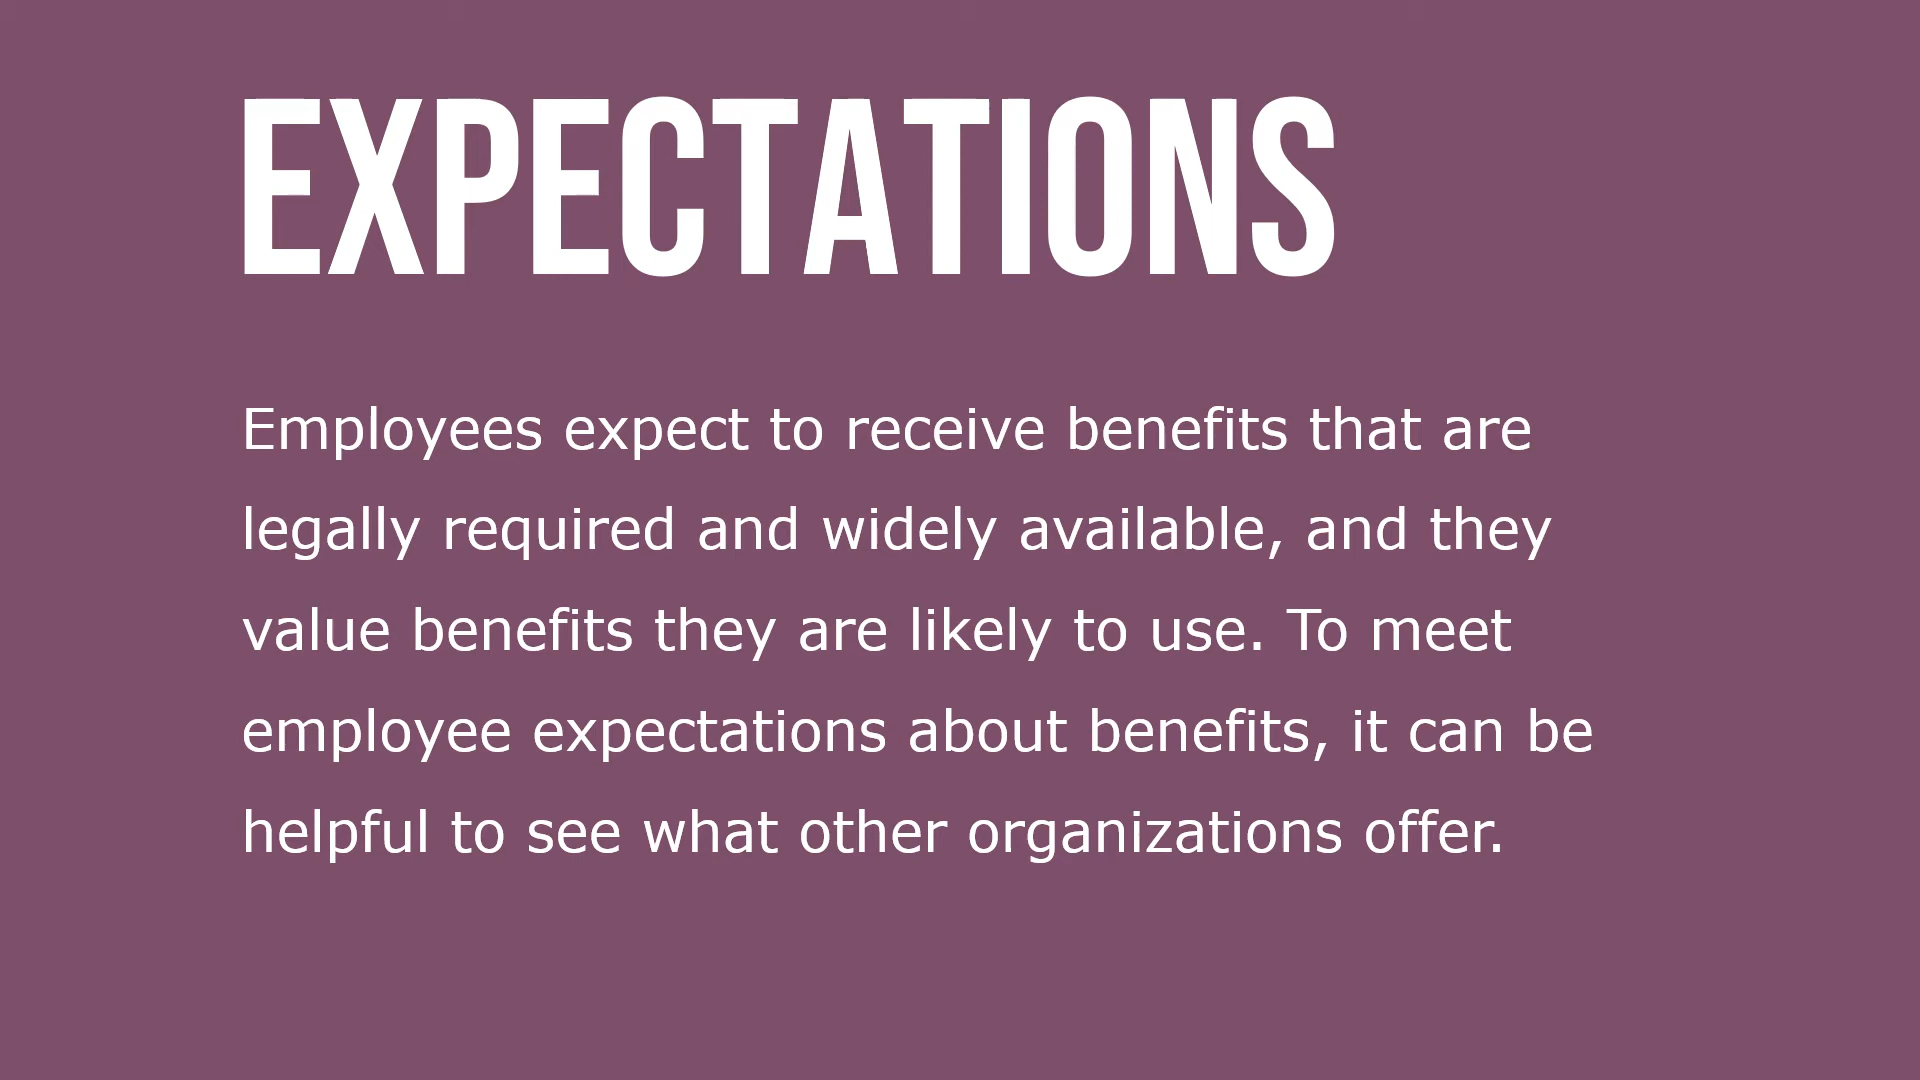 EXPECTATIONS
Employees expect to receive benefits that are
legally required and widely available, and they
value benefits they are likely to use. To meet
employee expectations about benefits, it can be
helpful to see what other organizations offer.